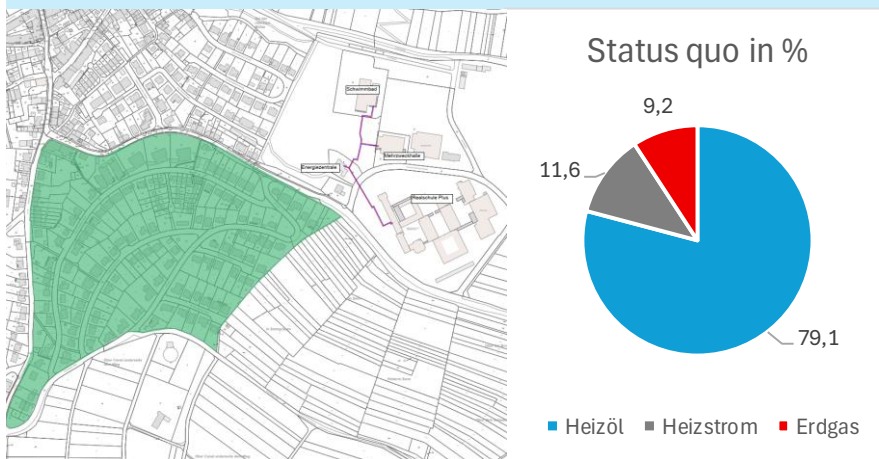 Schwimmbad
Mehrzweckhalle
Energiezentrale
Realschule Plus
Status quo in %
9,2
11,6
79,1
Heizöl
Heizstrom
Erdgas